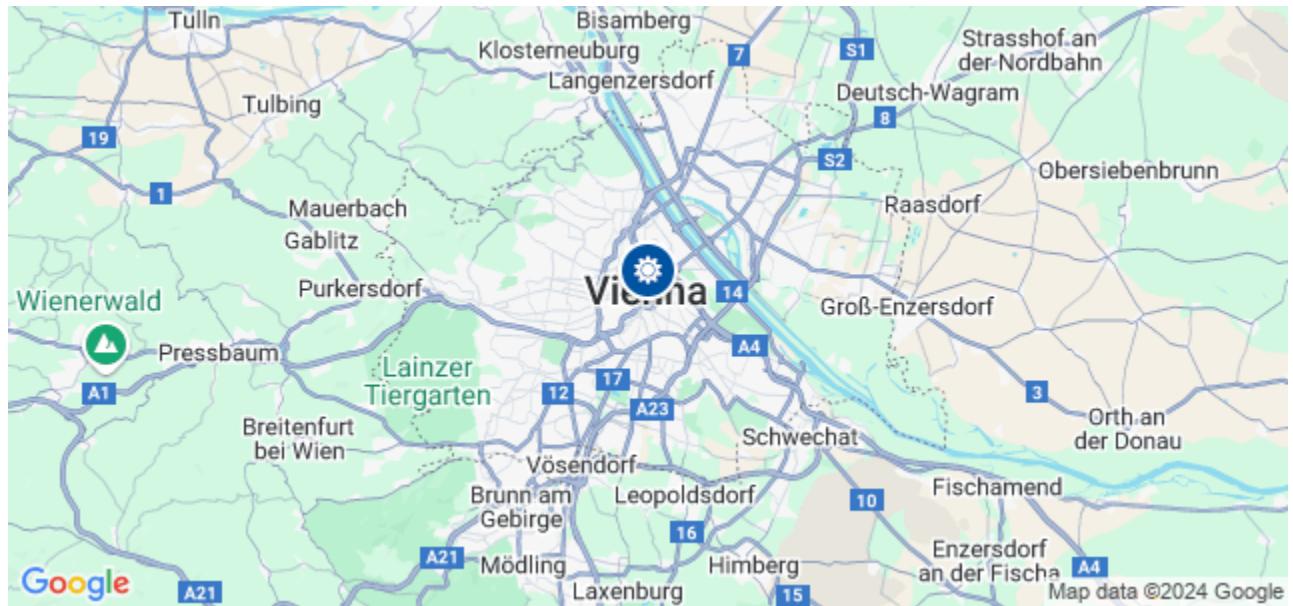 Tulln
Bisamberg
Klosterneuburg
7
S1
Strasshof an
der Nordbahn
Langenzersdorf
Deutsch-Wagram
Tulbing
8
19
S2
Obersiebenbrunn
1
Mauerbach
Raasdorf
Gablitz
Purkersdorf
Vienna
14
Groß-Enzersdorf
Wienerwald
Pressbaum
A4
Lainzer
Tiergarten
A1
12
17
3
A23
Breitenfurt
bei Wien
Orth an
der Donau
Schwechat
Vösendorf
Brunn am
Gebirge
Leopoldsdorf
10
Fischamend
16
A21
Mödling
Himberg
Enzersdorf
an der Fischa
A4
Google
A21
Laxenburg
15
Map data ©2024 Google